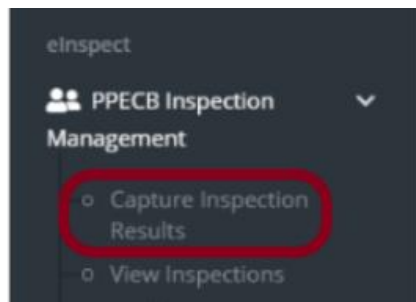 eInspect
PPECB Inspection
Management
Capture Inspection
Results
View Inspections